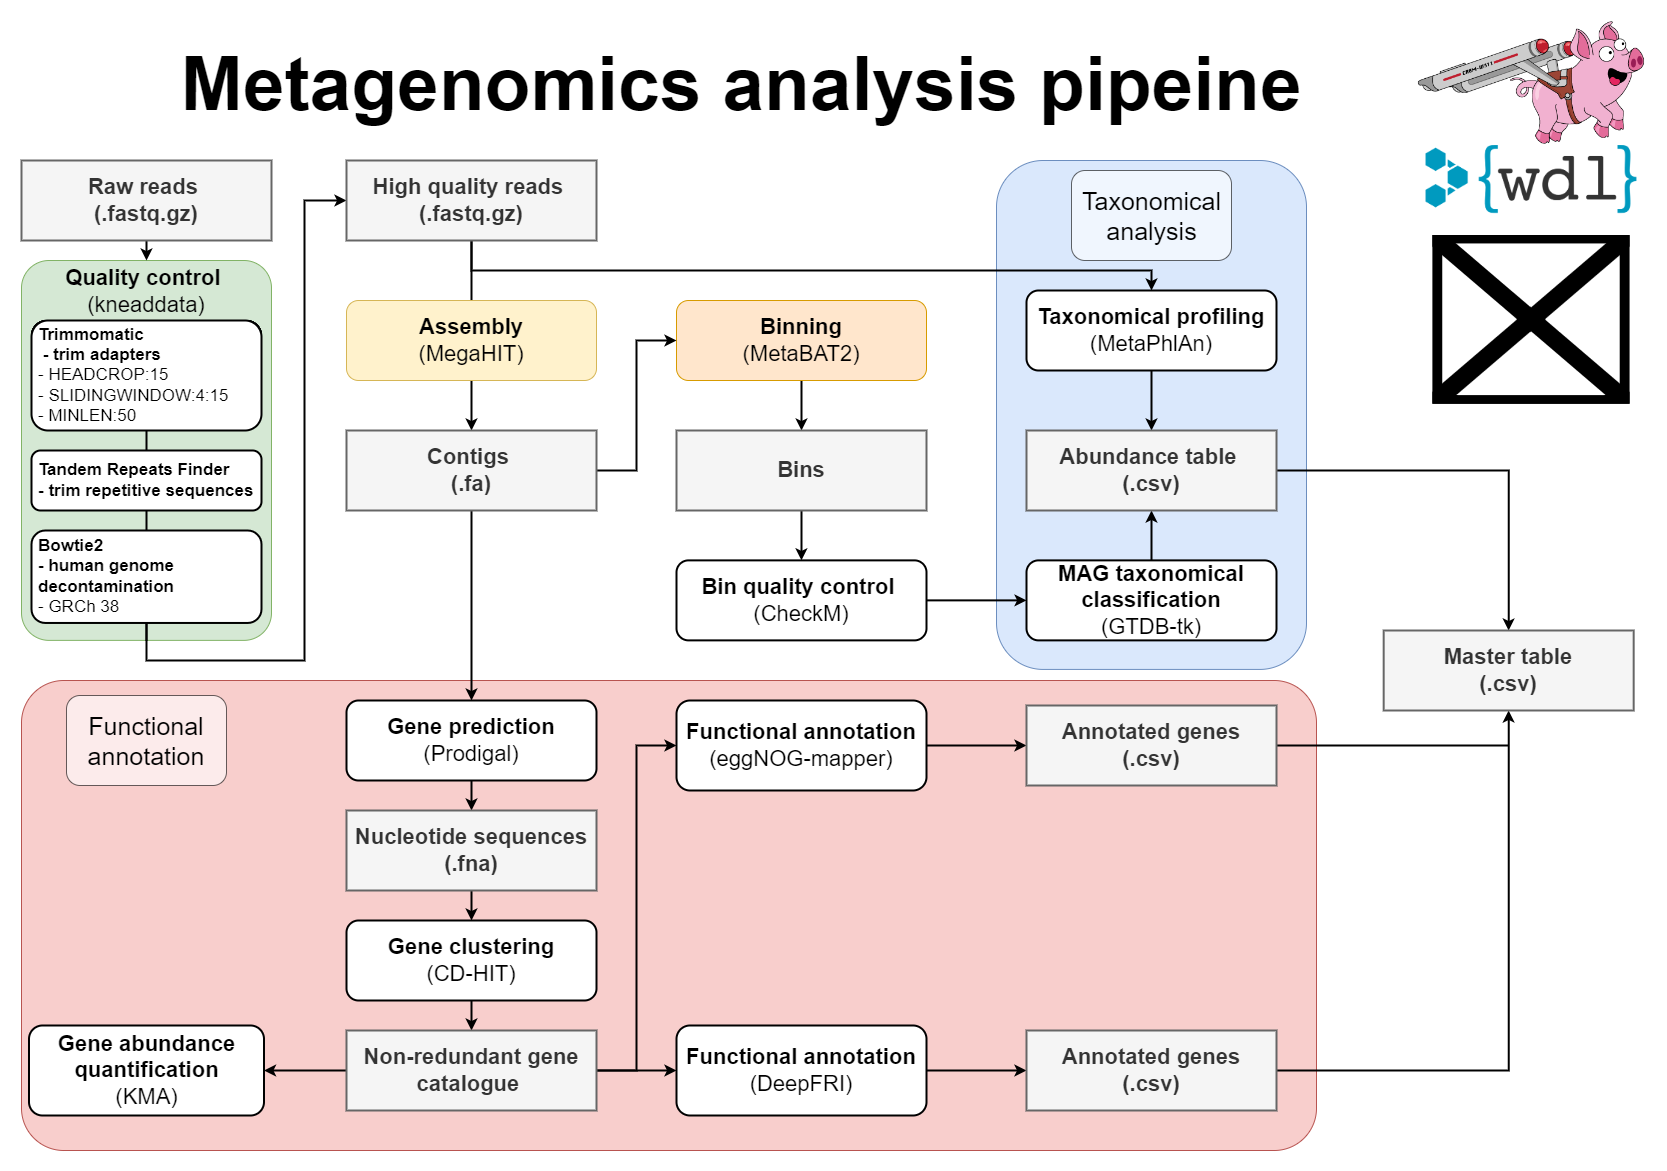 Metagenomics analysis pipeine
{wdl}
Raw reads
(.fastq.gz)
Quality control
(kneaddata)
Trimmomatic
- trim adapters
- HEADCROP:15
- SLIDINGWINDOW:4:15
- MINLEN:50
Tandem Repeats Finder
- trim repetitive sequences
Bowtie2
- human genome
decontamination
- GRCh 38
High quality reads
(.fastq.gz)
Assembly
(MegaHIT)
Contigs
(.fa)
Binning
(MetaBAT2)
Bins
Bin quality control
(CheckM)
Taxonomical
analysis
Taxonomical profiling
(MetaPhlAn)
Abundance table
(.csv)
MAG taxonomical
classification
(GTDB-tk)
Master table
(.csv)
Functional
annotation
Gene prediction
(Prodigal)
Nucleotide sequences
(.fna)
Gene clustering
(CD-HIT)
Non-redundant gene
catalogue
Gene abundance
quantification
(KMA)
Functional annotation
(eggNOG-mapper)
Annotated genes
(.csv)
Functional annotation
(DeepFRI)
Annotated genes
(.csv)